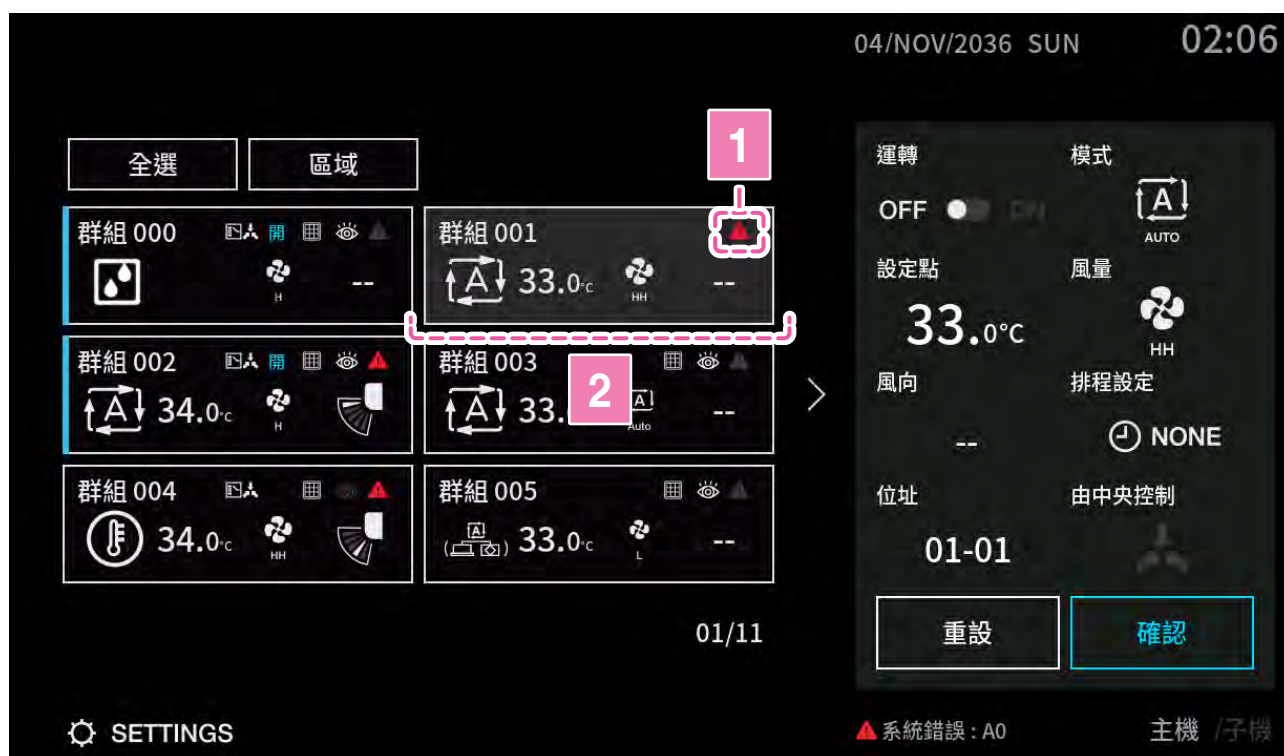 04/NOV/2036 SUN 02:06
全選 區域
1
群組 000 開
H --
群組 001
A 33.0°C HH --
群組 002 開
A 34.0°C H
群組 003
A 33. A Auto --
2
群組 004
34.0°C HH
群組 005
(A) 33.0°C L --
01/11
SETTINGS
運轉 模式
OFF ON A
AUTO
設定點 風量
33.0°C HH
風向 排程設定
-- NONE
位址 由中央控制
01-01
重設 確認
系統錯誤 : A0 主機 /子機